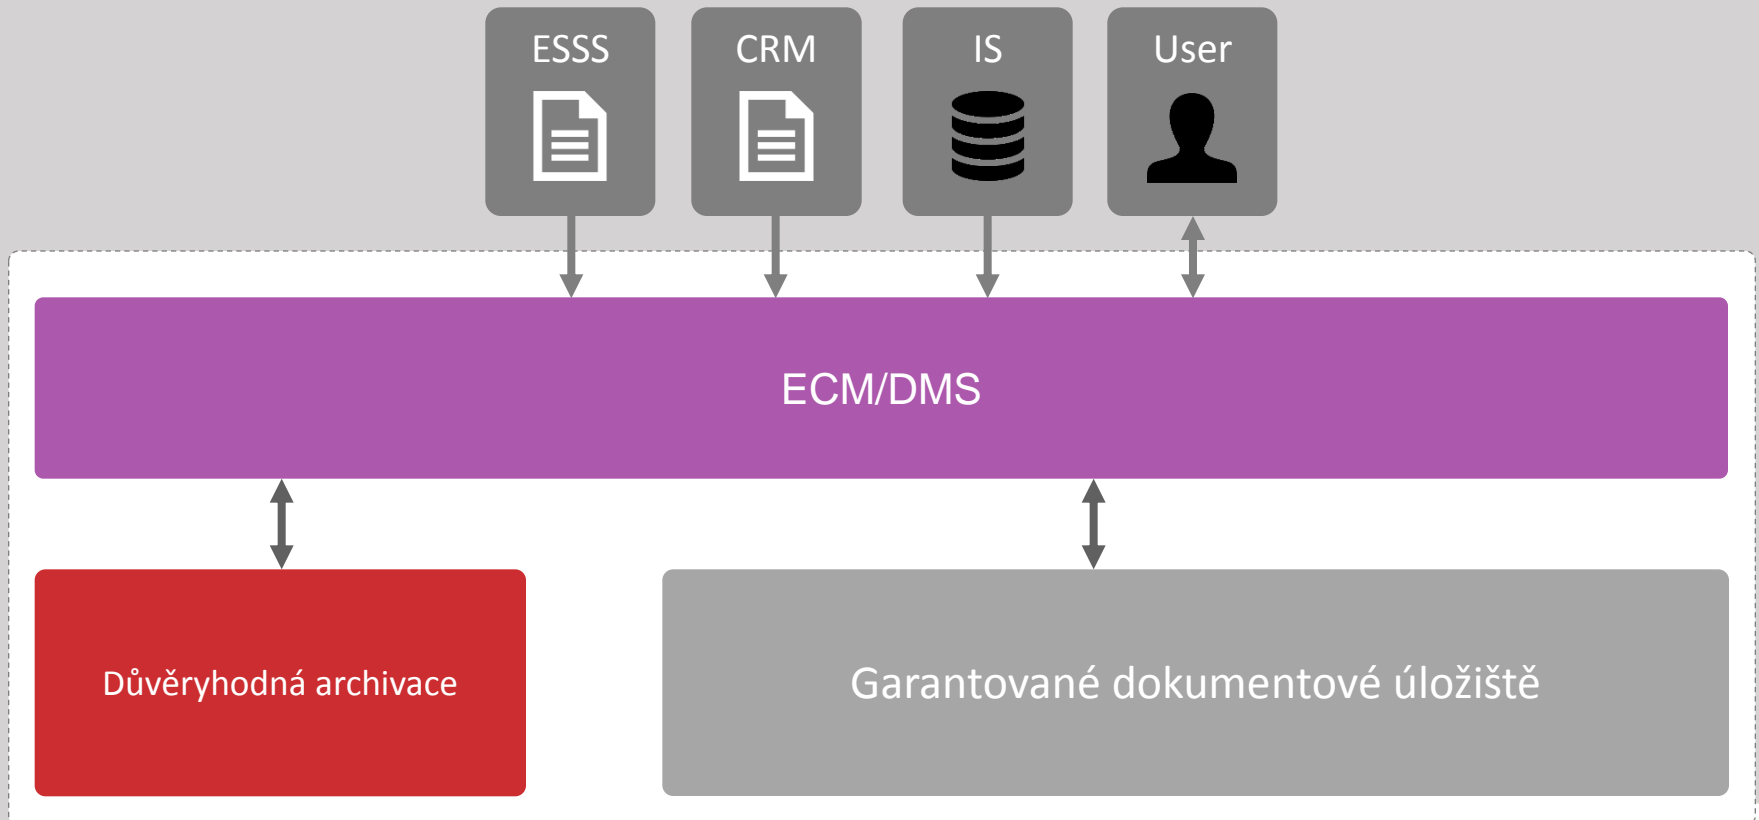 ESSS
CRM
IS
User
ECM/DMS
Důvěryhodná archivace
Garantované dokumentové úložiště